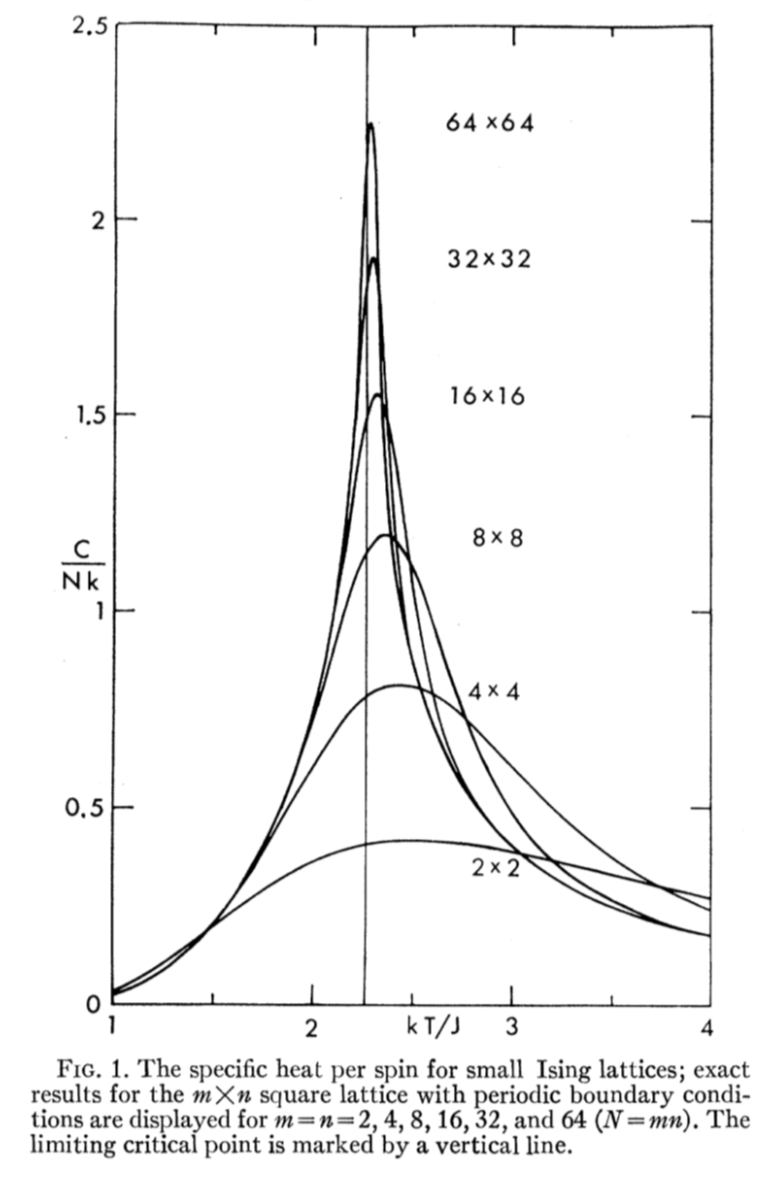 2.5
64 ×64
2
32×32
16×16
1.5
8 × 8
C
Nk
1
4 × 4
0.5
2 × 2
0
1
2
kT/J
3
4
FIG. 1. The specific heat per spin for small Ising lattices; exact
results for the m×n square lattice with periodic boundary condi-
tions are displayed for m=n=2, 4, 8, 16, 32, and 64 (N=mn). The
limiting critical point is marked by a vertical line.